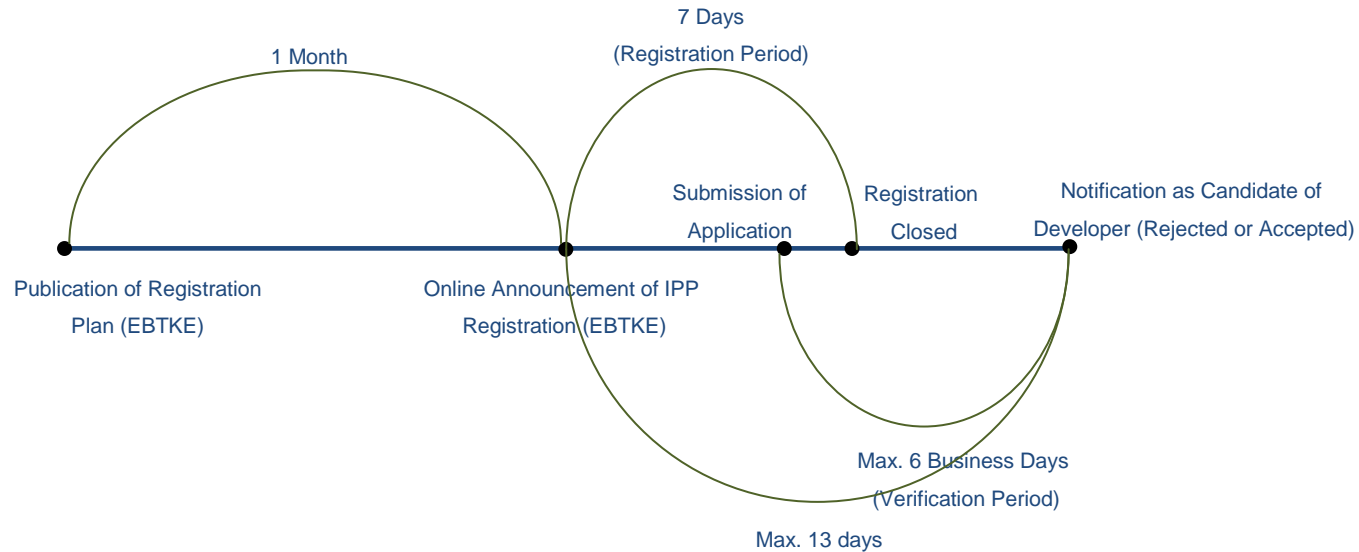 7 Days
(Registration Period)
1 Month
Submission of
Application
Registration
Closed
Notification as Candidate of
Developer (Rejected or Accepted)
Publication of Registration
Plan (EBTKE)
Online Announcement of IPP
Registration (EBTKE)
Max. 6 Business Days
(Verification Period)
Max. 13 days